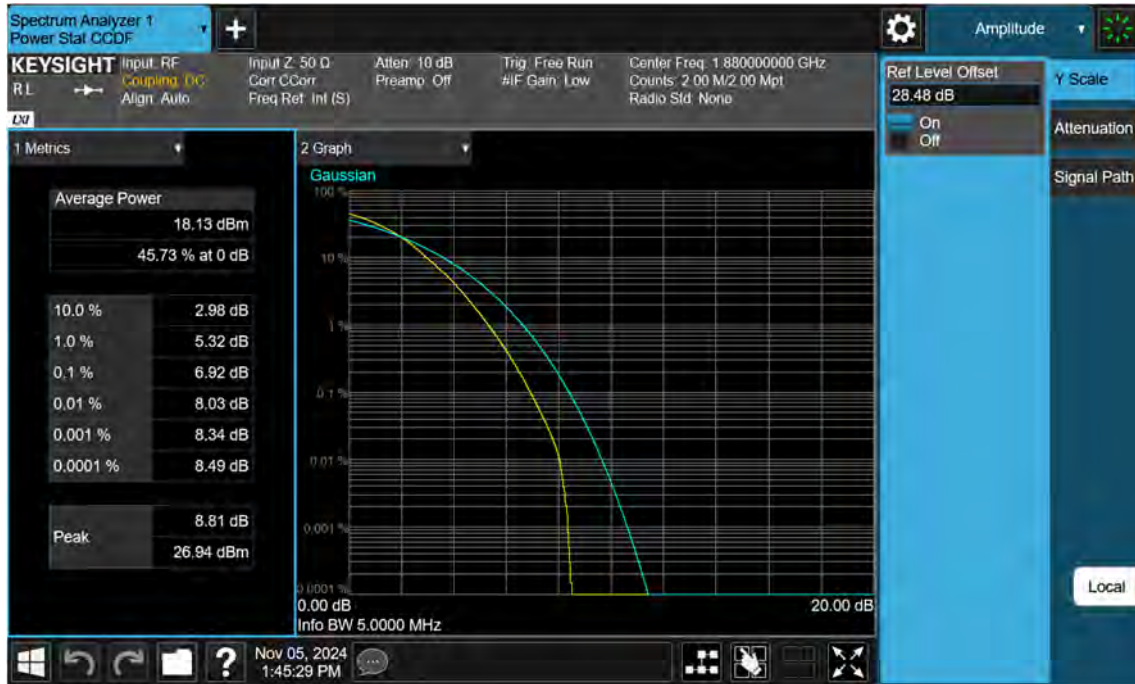 Spectrum Analyzer 1
Power Stat CCDF
Amplitude
KEYSIGHT
RL
LXI
Input: RF
Coupling: DC
Align: Auto
Input Z: 50 Ω
Corr CCorr
Freq Ref: Int (S)
Atten: 10 dB
Preamp: Off
Trig: Free Run
#IF Gain: Low
Center Freq: 1.880000000 GHz
Counts: 2.00 M/2.00 Mpt
Radio Std: None
Ref Level Offset
28.48 dB
On
Off
Y Scale
Attenuation
Signal Path
Local
1 Metrics
Average Power
18.13 dBm
45.73 % at 0 dB
10.0 % 2.98 dB
1.0 % 5.32 dB
0.1 % 6.92 dB
0.01 % 8.03 dB
0.001 % 8.34 dB
0.0001 % 8.49 dB
Peak
8.81 dB
26.94 dBm
2 Graph
Gaussian
100 %
10 %
1 %
0.1 %
0.01 %
0.001 %
0.0001 %
0.00 dB 20.00 dB
Info BW 5.0000 MHz
?
Nov 05, 2024
1:45:29 PM